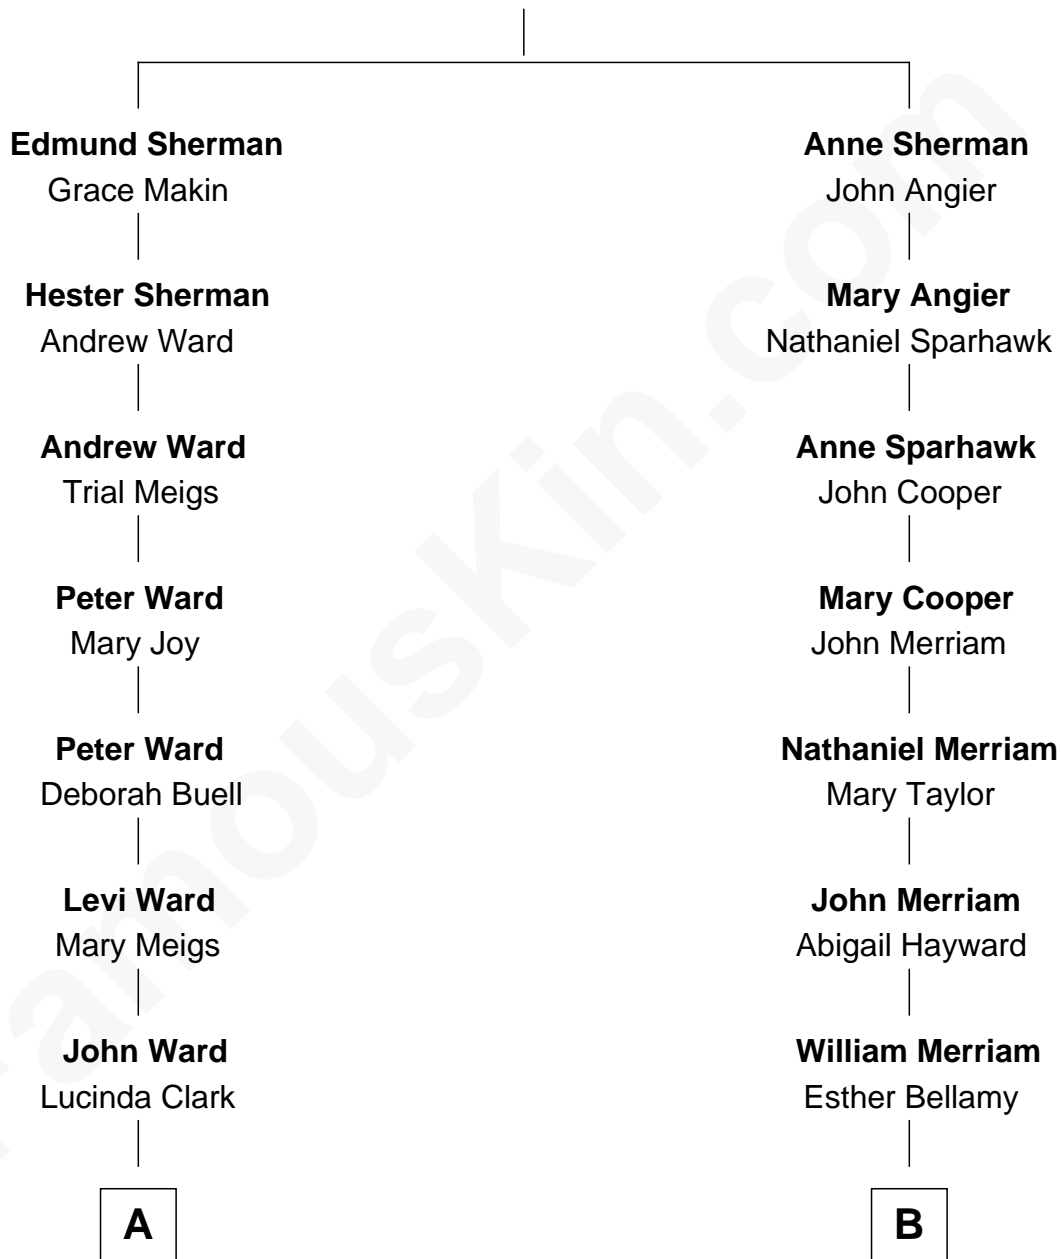 Edmund Sherman
Grace Makin
Hester Sherman
Andrew Ward
Andrew Ward
Trial Meigs
Peter Ward
Mary Joy
Peter Ward
Deborah Buell
Levi Ward
Mary Meigs
John Ward
Lucinda Clark
A
Anne Sherman
John Angier
Mary Angier
Nathaniel Sparhawk
Anne Sparhawk
John Cooper
Mary Cooper
John Merriam
Nathaniel Merriam
Mary Taylor
John Merriam
Abigail Hayward
William Merriam
Esther Bellamy
B
FamousKin.com